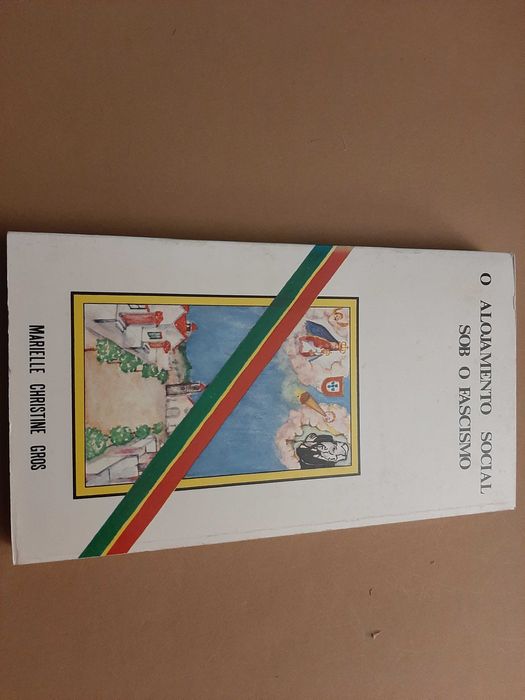 O ALOJAMENTO SOCIAL
SOB O FASCISMO
MARIELLE CHRISTINE GROS